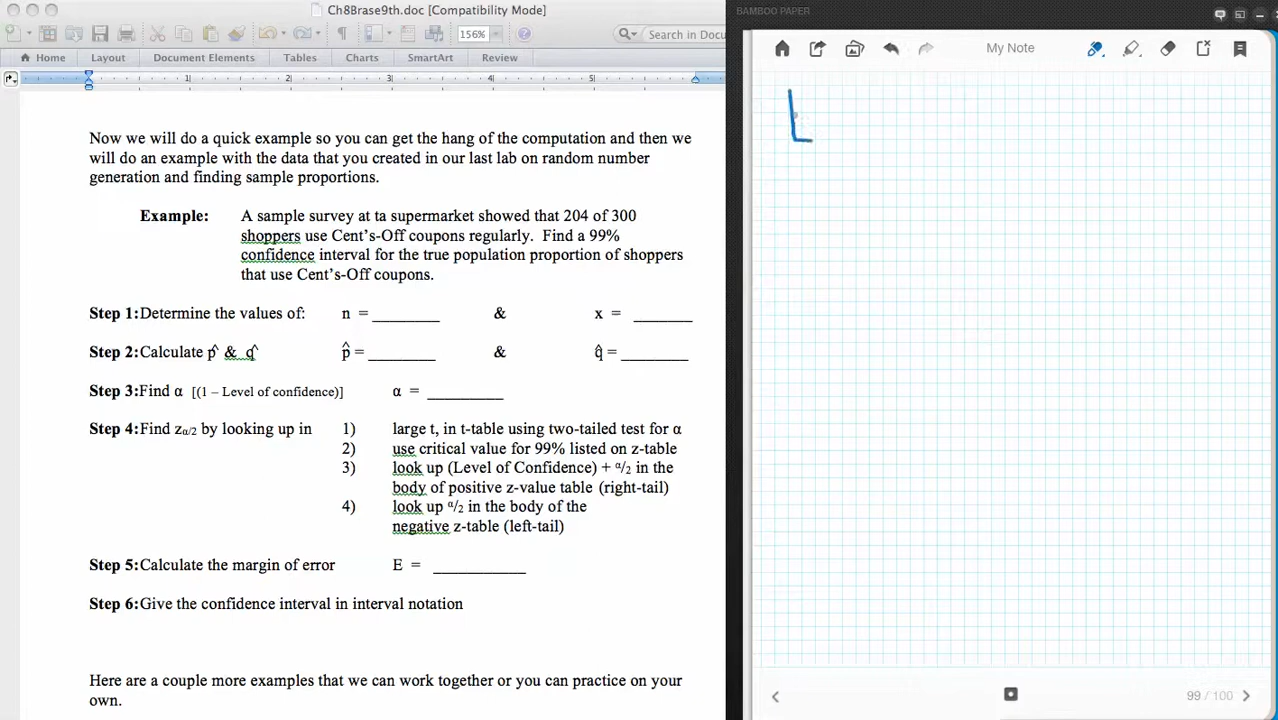 Ch8Brase9th.doc [Compatibility Mode]
156%
Search in Docu
Home Layout Document Elements Tables Charts SmartArt Review
1 2 3 4 5
Now we will do a quick example so you can get the hang of the computation and then we
will do an example with the data that you created in our last lab on random number
generation and finding sample proportions.
Example: A sample survey at ta supermarket showed that 204 of 300
shoppers use Cent's-Off coupons regularly. Find a 99%
confidence interval for the true population proportion of shoppers
that use Cent's-Off coupons.
Step 1:Determine the values of: n = ________ & x = _______
Step 2:Calculate p̂ & q̂ p̂ = ________ & q̂ = ________
Step 3:Find α [(1 – Level of confidence)] α = _________
Step 4:Find zα/2 by looking up in 1) large t, in t-table using two-tailed test for α
2) use critical value for 99% listed on z-table
3) look up (Level of Confidence) + α/2 in the
body of positive z-value table (right-tail)
4) look up α/2 in the body of the
negative z-table (left-tail)
Step 5:Calculate the margin of error E = ___________
Step 6:Give the confidence interval in interval notation
Here are a couple more examples that we can work together or you can practice on your
own.
BAMBOO PAPER
My Note
L
99 / 100